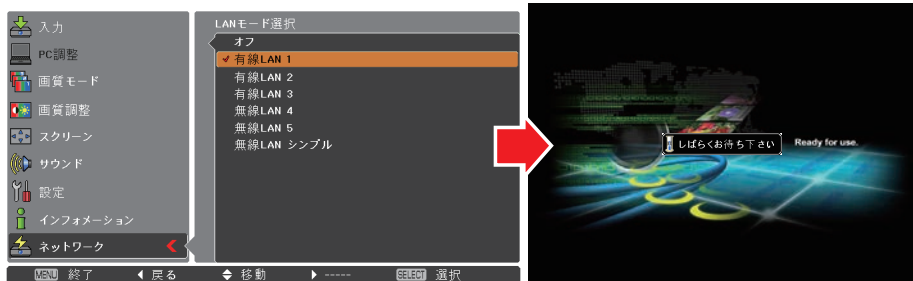 入力
PC調整
画質モード
画質調整
スクリーン
サウンド
設定
インフォメーション
ネットワーク
LANモード選択
オフ
有線LAN 1
有線LAN 2
有線LAN 3
無線LAN 4
無線LAN 5
無線LAN シンプル
MENU 終了 戻る 移動 ----- SELECT 選択
しばらくお待ち下さい
Ready for use.